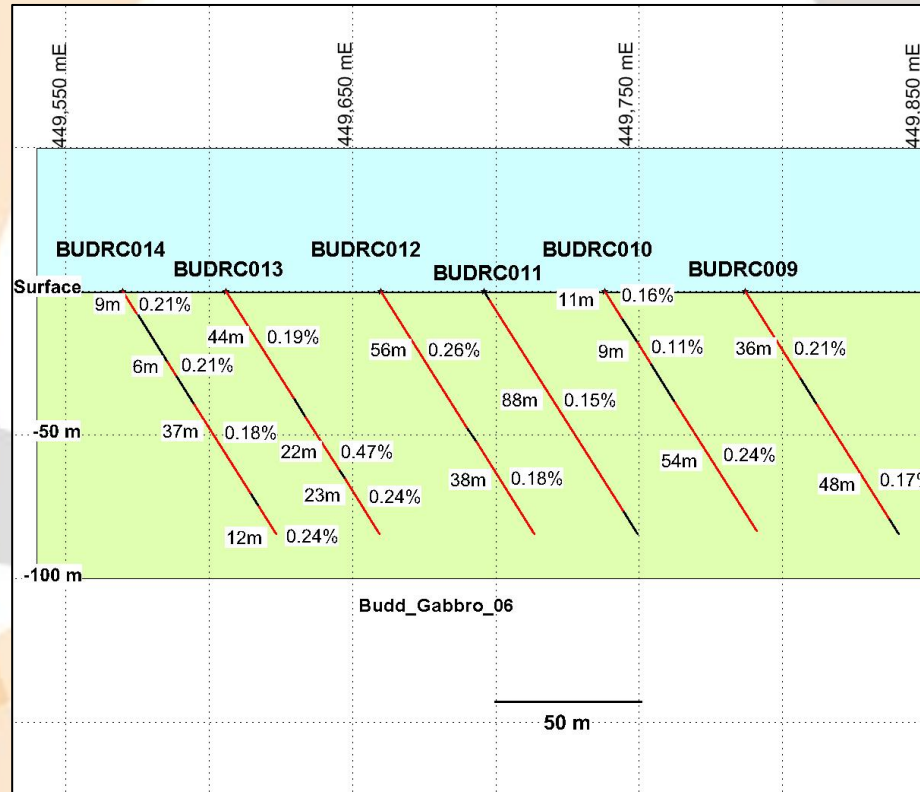 449,550 mE
449,650 mE
449,750 mE
449,850 mE
BUDRC014
BUDRC013
BUDRC012
BUDRC011
BUDRC010
BUDRC009
Surface
9m 0.21%
11m 0.16%
44m 0.19%
56m 0.26%
9m 0.11%
36m 0.21%
6m 0.21%
88m 0.15%
-50 m
37m 0.18%
22m 0.47%
54m 0.24%
38m 0.18%
48m 0.17%
23m 0.24%
12m 0.24%
-100 m
Budd_Gabbro_06
50 m